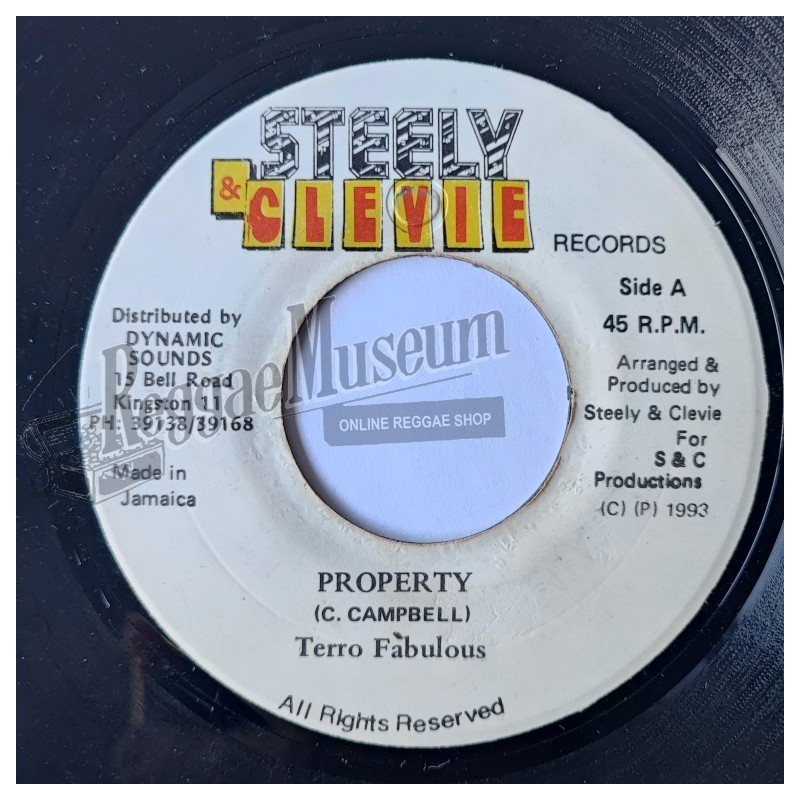 STEELY
& CLEVIE
RECORDS
Side A
45 R.P.M.
Distributed by
DYNAMIC
SOUNDS
15 Bell Road
Kingston 11
PH: 39138/39168
Made in
Jamaica
Arranged &
Produced by
Steely & Clevie
For
S & C
Productions
(C) (P) 1993
ReggaeMuseum
ONLINE REGGAE SHOP
PROPERTY
(C. CAMPBELL)
Terro Fabulous
All Rights Reserved